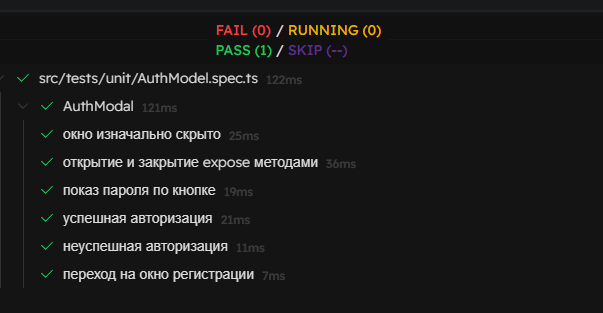 FAIL (0) / RUNNING (0)
PASS (1) / SKIP (--)
src/tests/unit/AuthModel.spec.ts 122ms
AuthModal 121ms
окно изначально скрыто 25ms
открытие и закрытие expose методами 36ms
показ пароля по кнопке 19ms
успешная авторизация 21ms
неуспешная авторизация 11ms
переход на окно регистрации 7ms